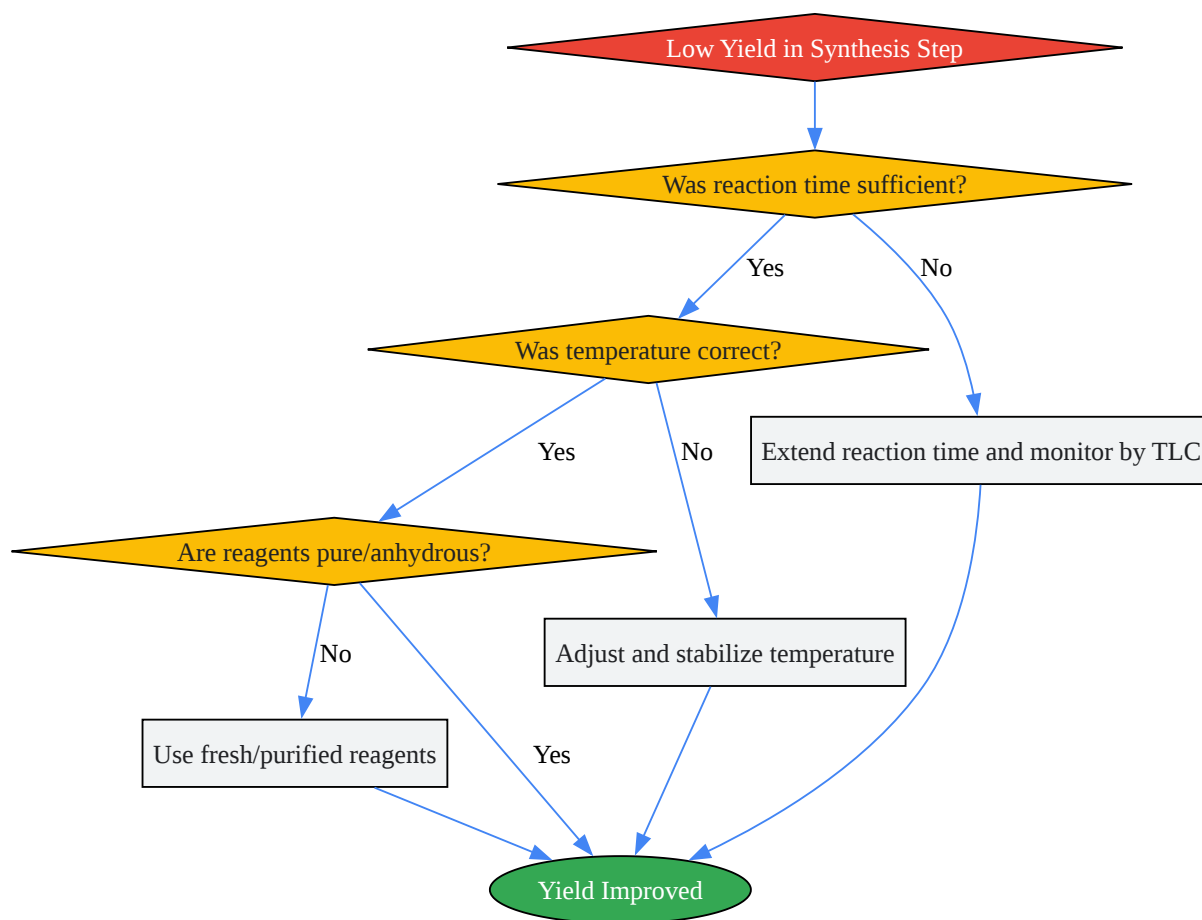 Low Yield in Synthesis Step
Was reaction time sufficient?
Yes
No
Was temperature correct?
Extend reaction time and monitor by TLC
Yes
No
Are reagents pure/anhydrous?
No
Adjust and stabilize temperature
Use fresh/purified reagents
Yes
Yield Improved